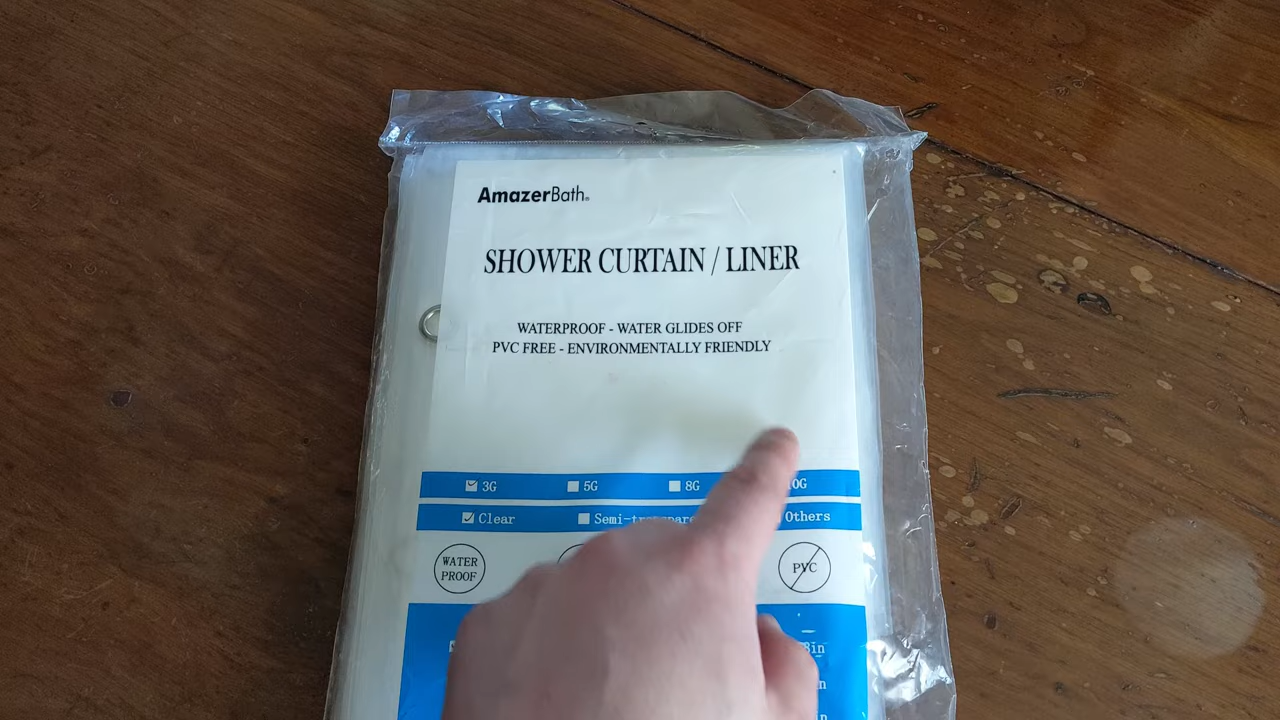 AmazerBath®
SHOWER CURTAIN / LINER
WATERPROOF - WATER GLIDES OFF
PVC FREE - ENVIRONMENTALLY FRIENDLY
3G 5G 8G
Clear Others
WATER
PROOF
PVC